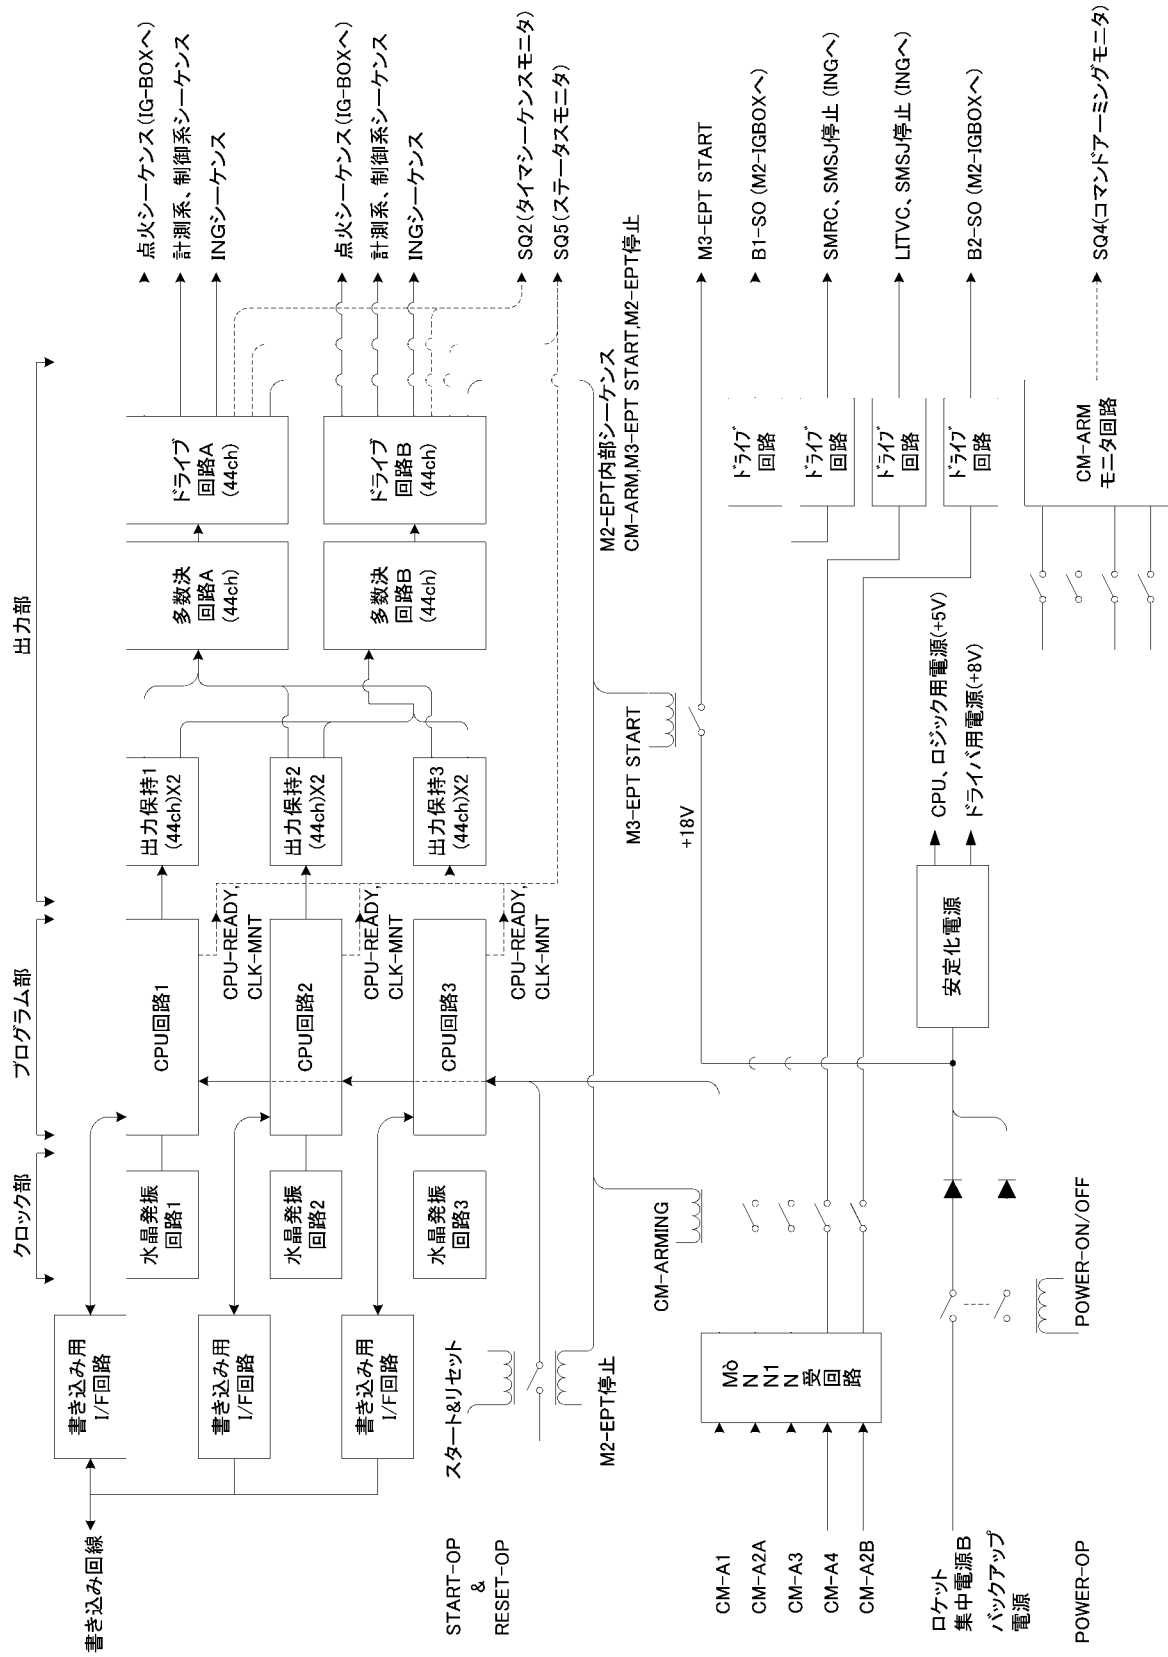 クロック部
プログラム部
出力部
書き込み回線
書き込み用
I/F回路
書き込み用
I/F回路
書き込み用
I/F回路
水晶発振
回路1
水晶発振
回路2
水晶発振
回路3
CPU回路1
CPU回路2
CPU回路3
CPU-READY,
CLK-MNT
CPU-READY,
CLK-MNT
CPU-READY,
CLK-MNT
出力保持1
(44ch)X2
出力保持2
(44ch)X2
出力保持3
(44ch)X2
多数決
回路A
(44ch)
多数決
回路B
(44ch)
ドライブ
回路A
(44ch)
ドライブ
回路B
(44ch)
点火シーケンス(IG-BOXへ)
計測系、制御系シーケンス
INGシーケンス
点火シーケンス(IG-BOXへ)
計測系、制御系シーケンス
INGシーケンス
SQ2(タイマシーケンスモニタ)
SQ5(ステータスモニタ)
START-OP
&
RESET-OP
スタート&リセット
M2-EPT停止
M2-EPT内部シーケンス
CM-ARM,M3-EPT START,M2-EPT停止
CM-ARMING
M3-EPT START
+18V
M3-EPT START
CM-A1
CM-A2A
CM-A3
CM-A4
CM-A2B
Mò
N
N1
N
受
回
路
ドライブ
回路
ドライブ
回路
ドライブ
回路
ドライブ
回路
B1-SO (M2-IGBOXへ)
SMRC、SMSJ停止 (INGへ)
LITVC、SMSJ停止 (INGへ)
B2-SO (M2-IGBOXへ)
ロケット
集中電源B
バックアップ
電源
POWER-OP
POWER-ON/OFF
安定化電源
CPU、ロジック用電源(+5V)
ドライバ用電源(+8V)
CM-ARM
モニタ回路
SQ4(コマンドアーミングモニタ)